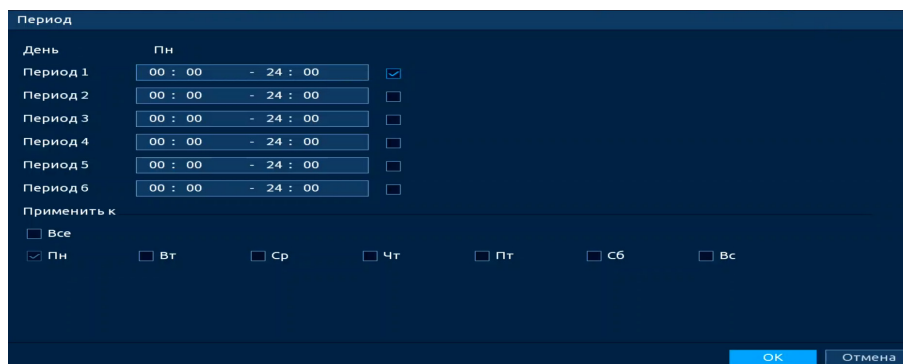 Период
День Пн
Период 1 00 : 00 - 24 : 00
Период 2 00 : 00 - 24 : 00
Период 3 00 : 00 - 24 : 00
Период 4 00 : 00 - 24 : 00
Период 5 00 : 00 - 24 : 00
Период 6 00 : 00 - 24 : 00
Применить к
Все
Пн Вт Ср Чт Пт Сб Вс
OK Отмена